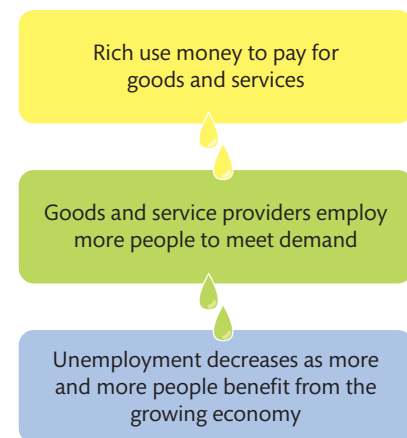 Rich use money to pay for
goods and services
Goods and service providers employ
more people to meet demand
Unemployment decreases as more
and more people benefit from the
growing economy